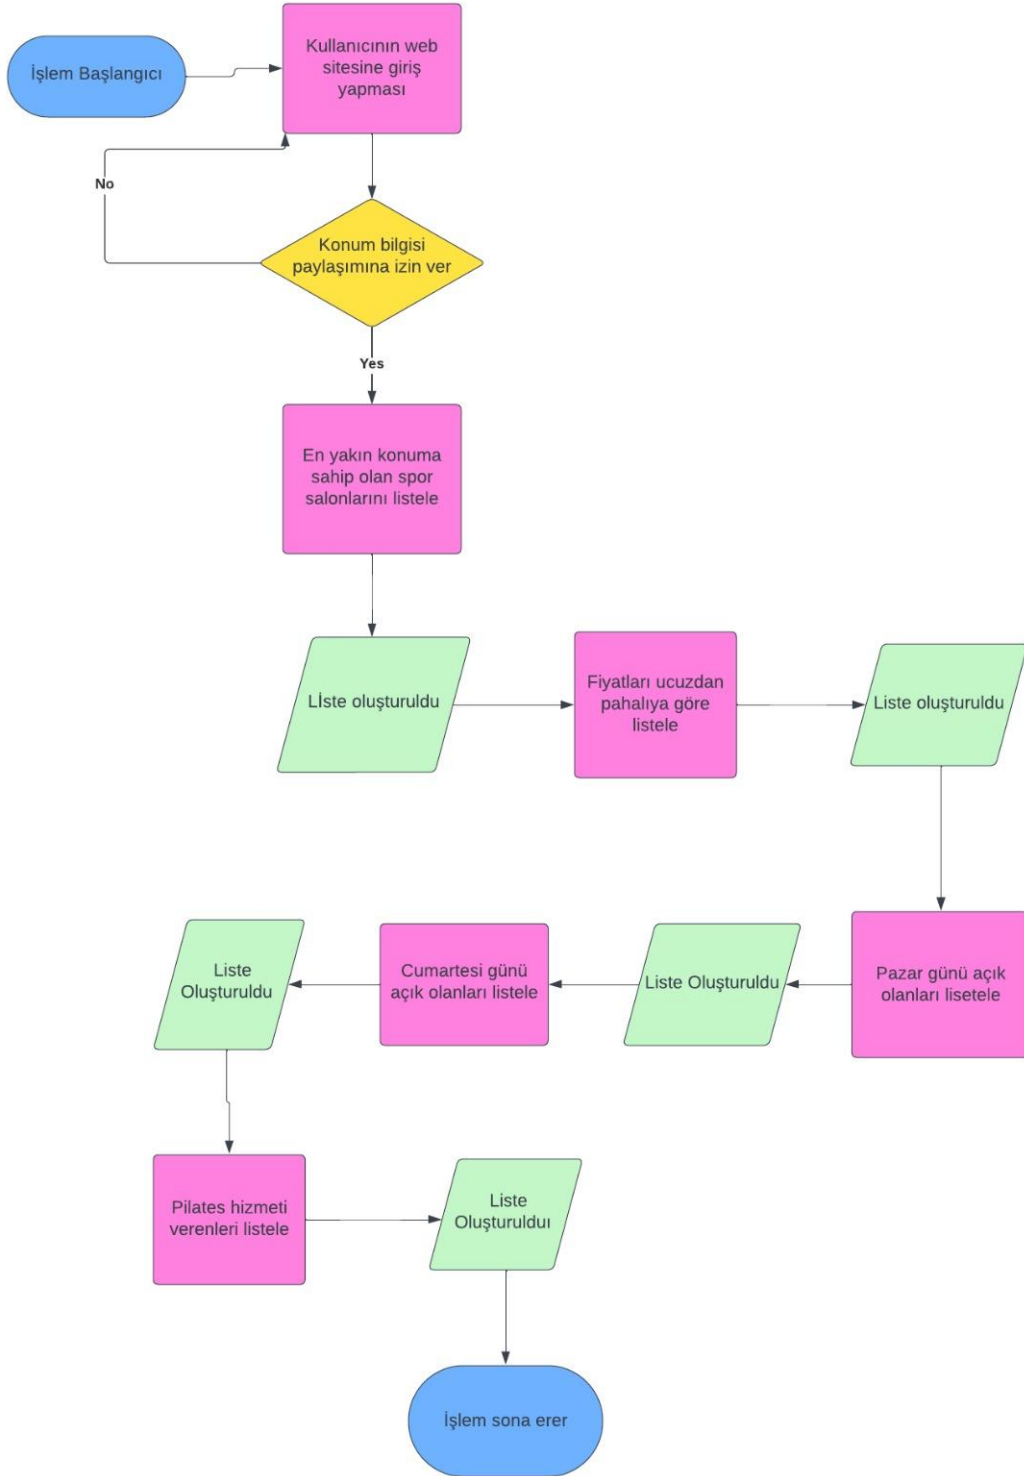 İşlem Başlangıcı
Kullanıcının web
sitesine giriş
yapması
No
Konum bilgisi
paylaşımına izin ver
Yes
En yakın konuma
sahip olan spor
salonlarını listele
Lİste oluşturuldu
Fiyatları ucuzdan
pahalıya göre
listele
Liste oluşturuldu
Pazar günü açık
olanları lisetele
Liste Oluşturuldu
Cumartesi günü
açık olanları listele
Liste
Oluşturuldu
Pilates hizmeti
verenleri listele
Liste
Oluşturulduı
İşlem sona erer